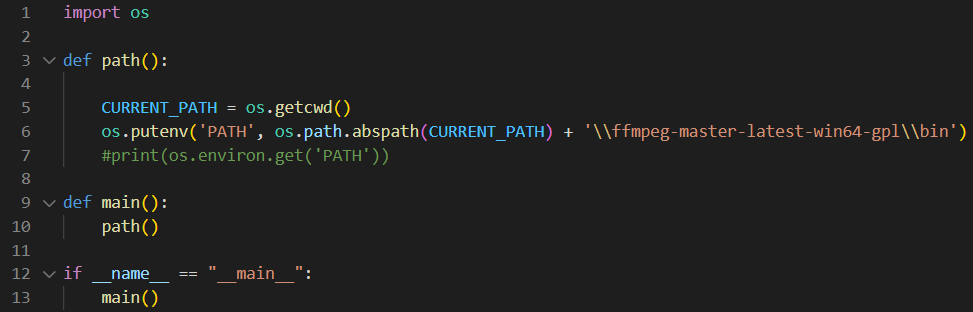 1 import os
2
3 def path():
4
5 CURRENT_PATH = os.getcwd()
6 os.putenv('PATH', os.path.abspath(CURRENT_PATH) + '\\ffmpeg-master-latest-win64-gpl\\bin')
7 #print(os.environ.get('PATH'))
8
9 def main():
10 path()
11
12 if __name__ == "__main__":
13 main()